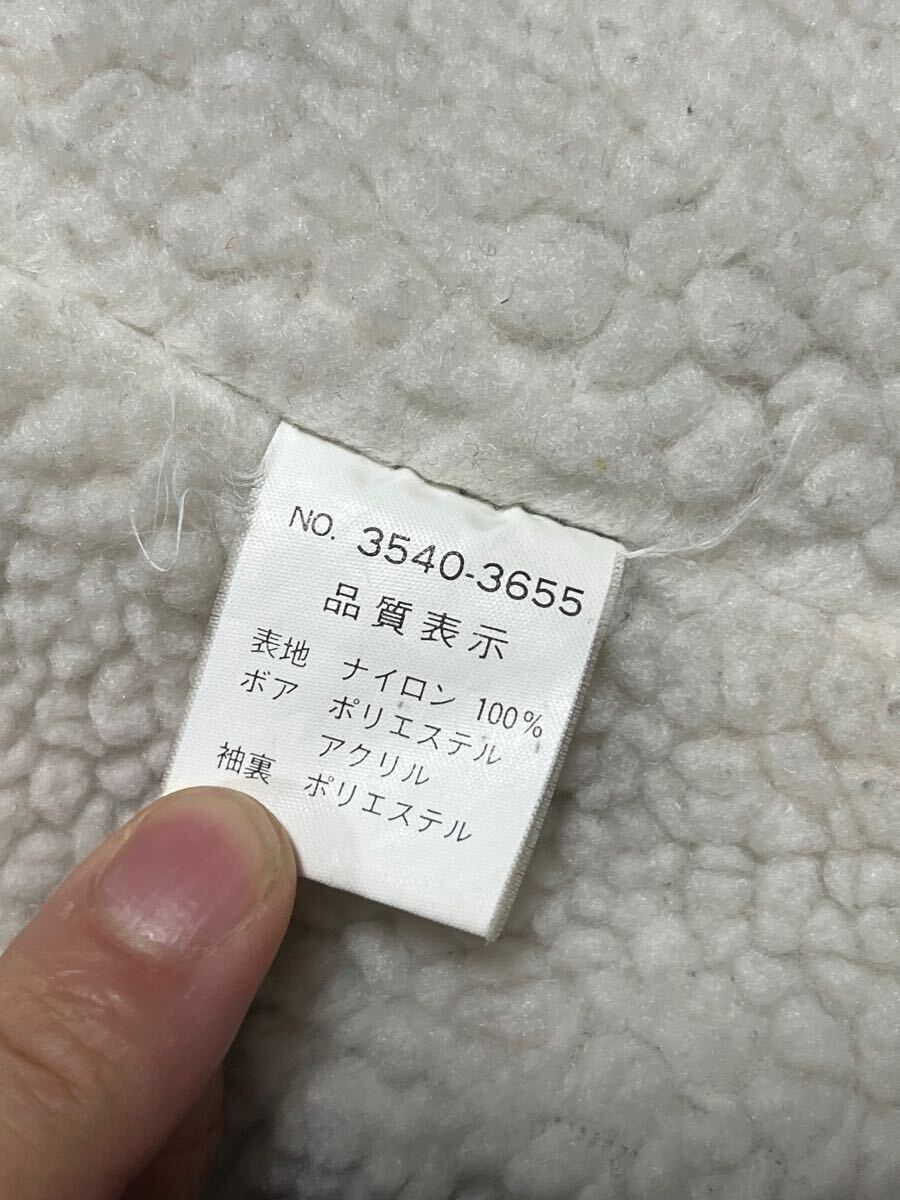 NO. 3540-3655
品質表示
表地 ナイロン 100%
ボア ポリエステル
アクリル
袖裏 ポリエステル